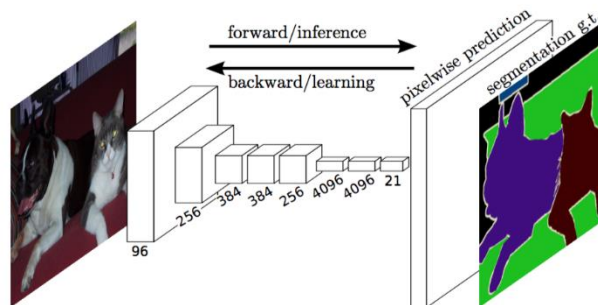 forward/inference
backward/learning
pixelwise prediction
segmentation g.t.
96
256
384
384
256
4096
4096
21